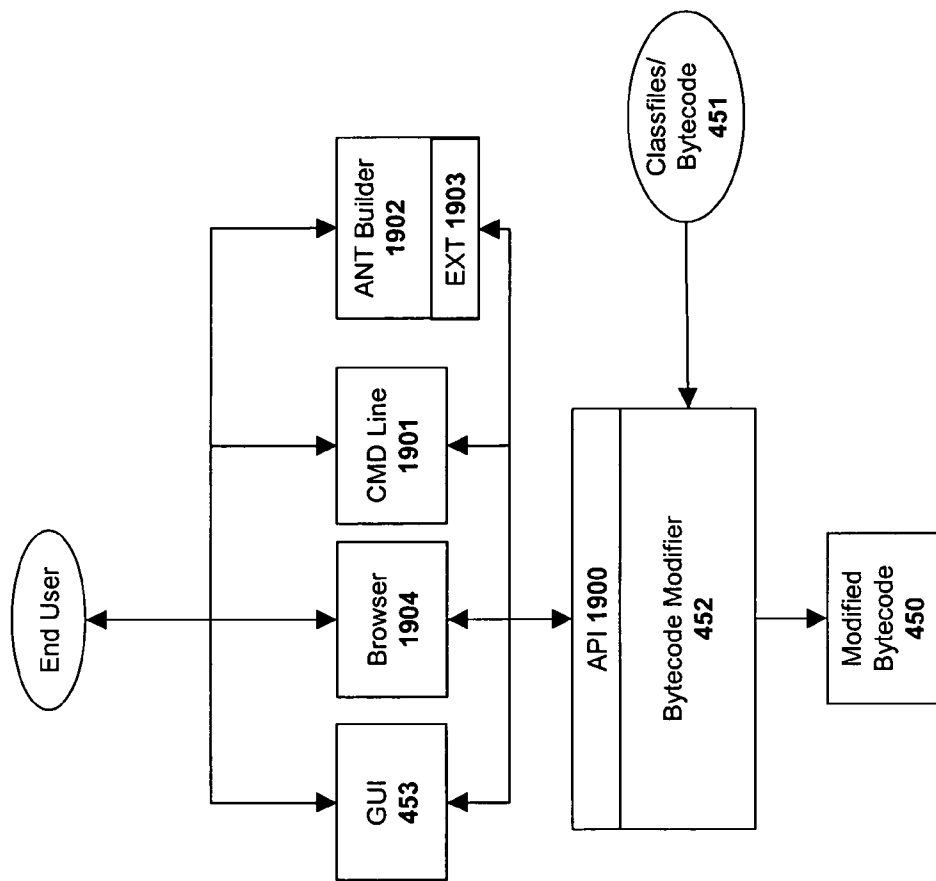 End User
GUI
453
Browser
1904
CMD Line
1901
ANT Builder
1902
EXT 1903
API 1900
Bytecode Modifier
452
Classfiles/
Bytecode
451
Modified
Bytecode
450